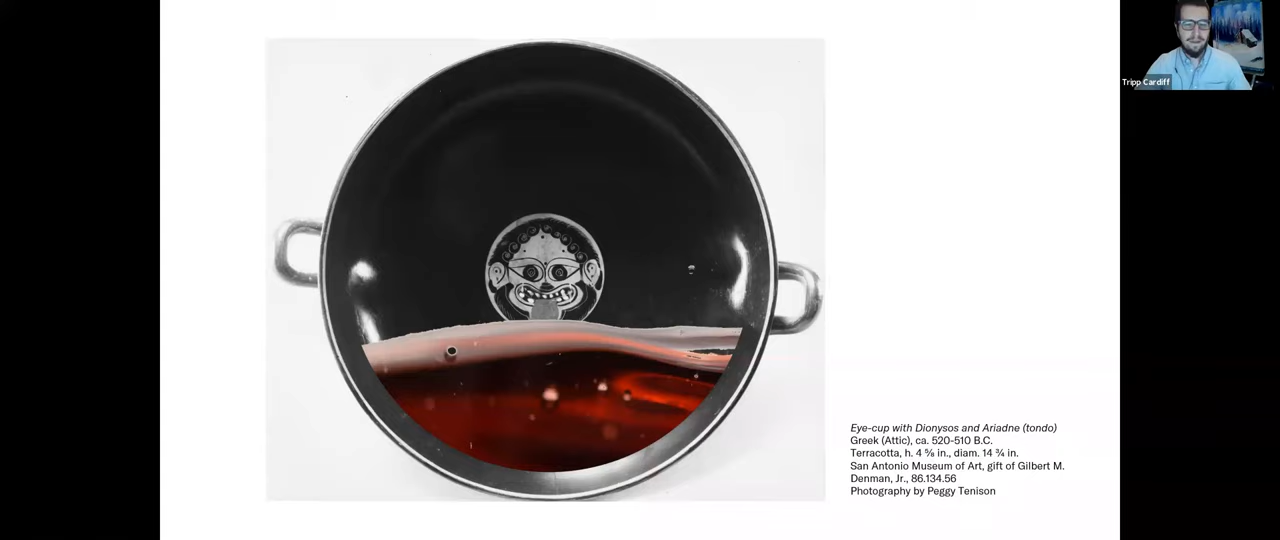 Tripp Cardiff
Eye-cup with Dionysos and Ariadne (tondo)
Greek (Attic), ca. 520-510 B.C.
Terracotta, h. 4 ⅝ in., diam. 14 ¾ in.
San Antonio Museum of Art, gift of Gilbert M.
Denman, Jr., 86.134.56
Photography by Peggy Tenison